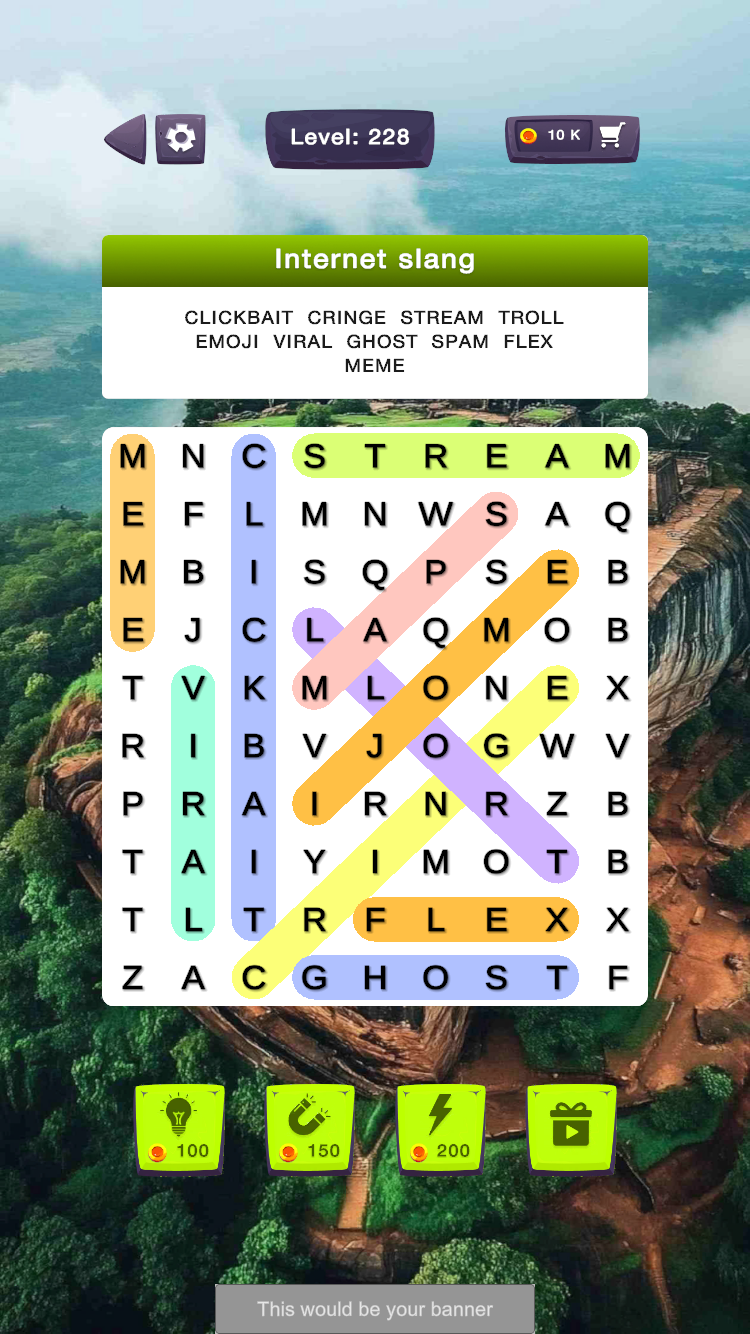 Level: 228
10 K
Internet slang
CLICKBAIT CRINGE STREAM TROLL
EMOJI VIRAL GHOST SPAM FLEX
MEME
M N C S T R E A M
E F L M N W S A Q
M B I S Q P S E B
E J C L A Q M O B
T V K M L O N E X
R I B V J O G W V
P R A I R N R Z B
T A I Y I M O T B
T L T R F L E X X
Z A C G H O S T F
100 150 200
This would be your banner